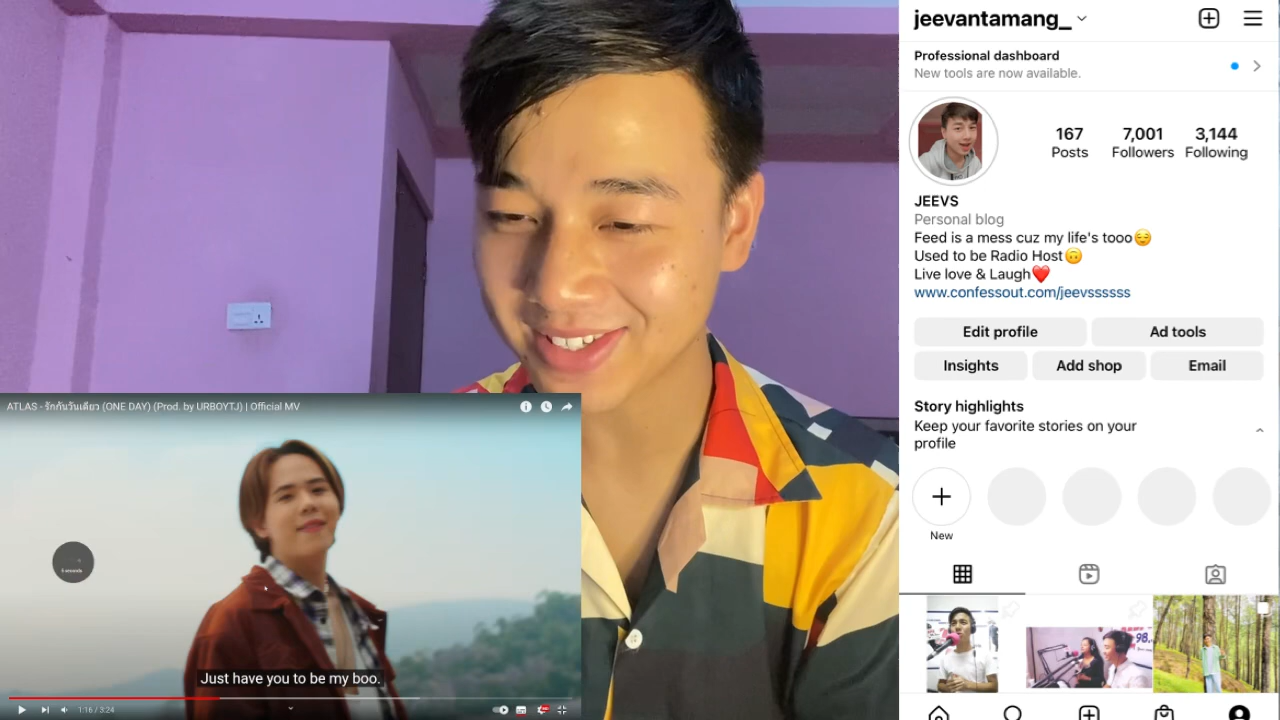 jeevantamang_
Professional dashboard
New tools are now available.
167
Posts
7,001
Followers
3,144
Following
JEEVS
Personal blog
Feed is a mess cuz my life's tooo😌
Used to be Radio Host🙃
Live love & Laugh❤️
www.confessout.com/jeevssssss
Edit profile
Ad tools
Insights
Add shop
Email
Story highlights
Keep your favorite stories on your
profile
New
ATLAS - รักกันวันเดียว (ONE DAY) (Prod. by URBOYTJ) | Official MV
5 seconds
Just have you to be my boo.
1:16 / 3:24
98.